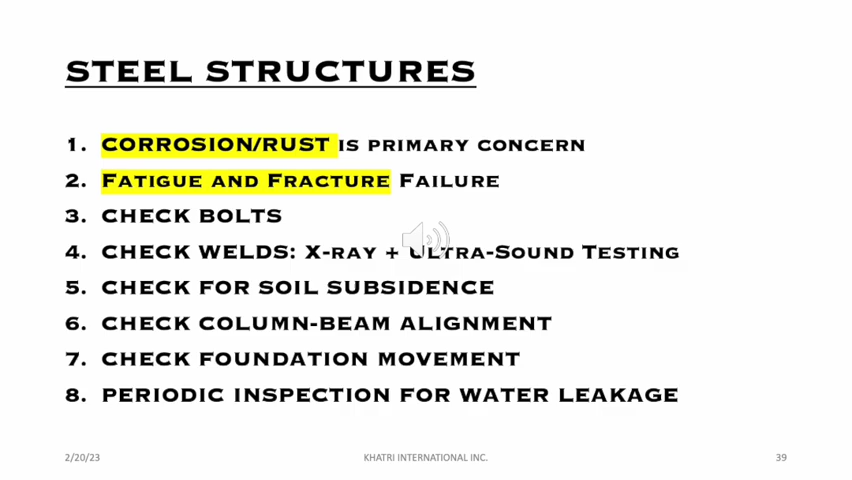 STEEL STRUCTURES
1. CORROSION/RUST IS PRIMARY CONCERN
2. FATIGUE AND FRACTURE FAILURE
3. CHECK BOLTS
4. CHECK WELDS: X-RAY + ULTRA-SOUND TESTING
5. CHECK FOR SOIL SUBSIDENCE
6. CHECK COLUMN-BEAM ALIGNMENT
7. CHECK FOUNDATION MOVEMENT
8. PERIODIC INSPECTION FOR WATER LEAKAGE
2/20/23 KHATRI INTERNATIONAL INC. 39